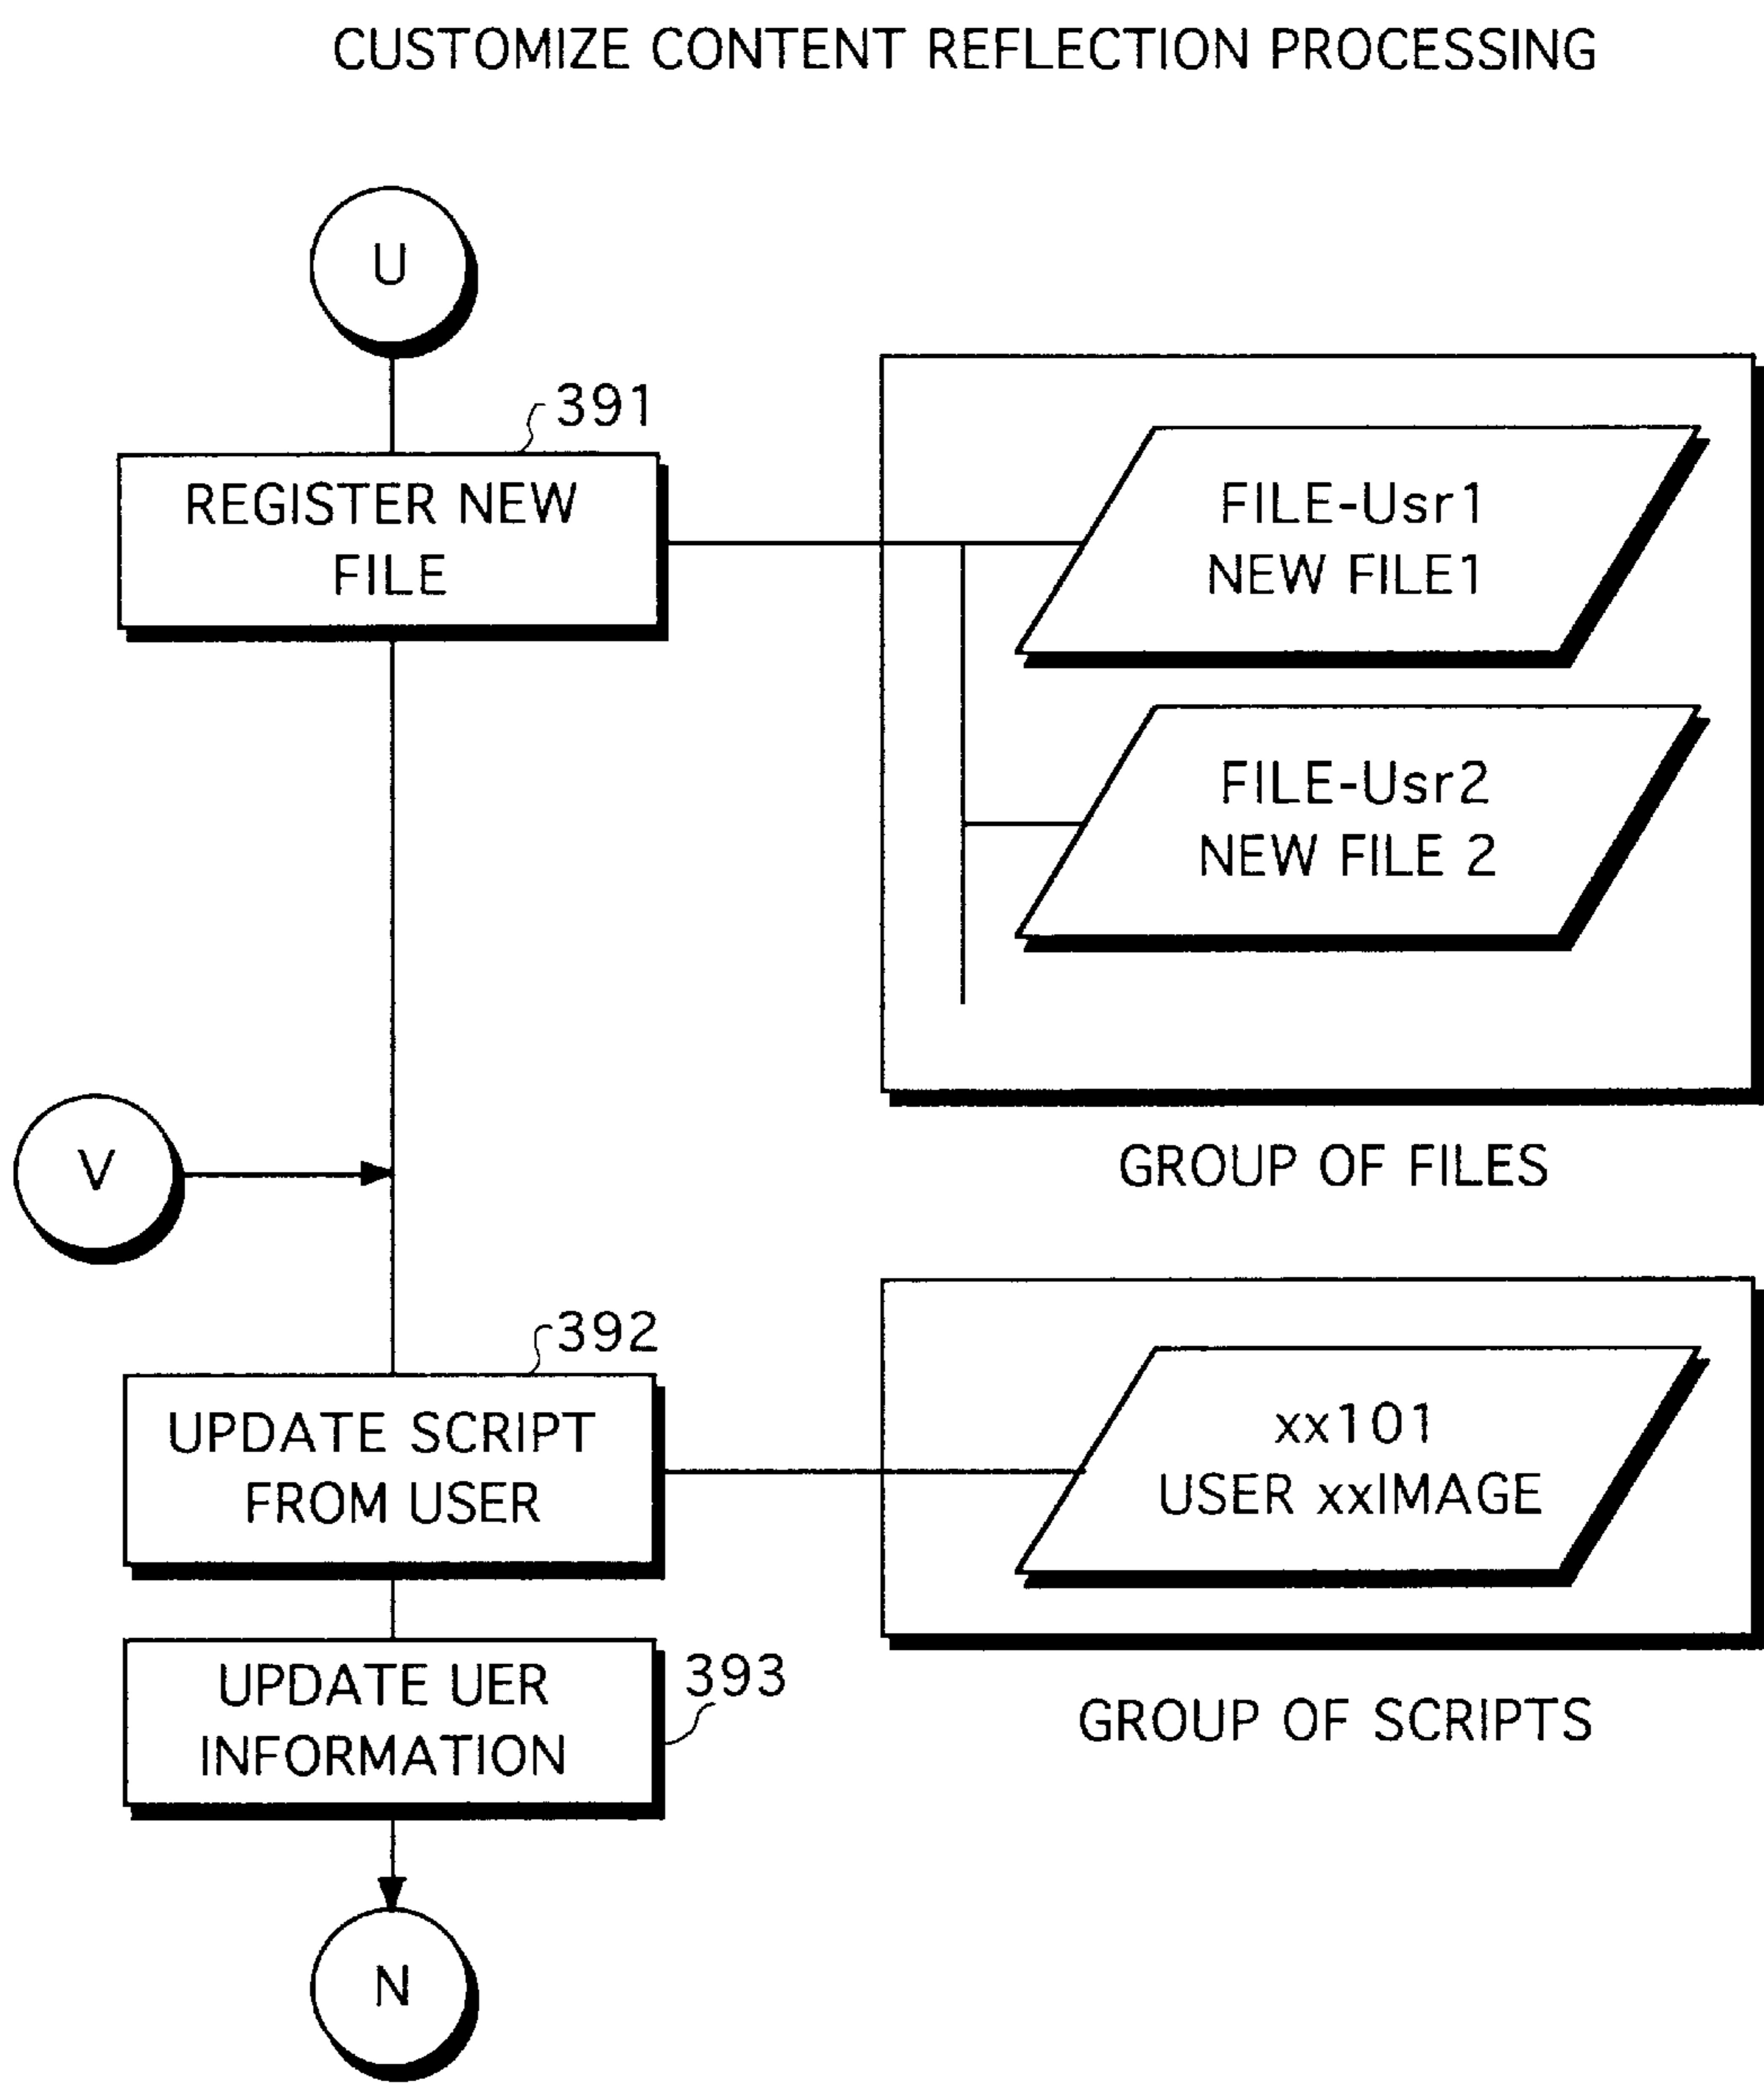 CUSTOMIZE CONTENT REFLECTION PROCESSING
U
391
REGISTER NEW
FILE
FILE-Usr1
NEW FILE1
FILE-Usr2
NEW FILE 2
GROUP OF FILES
V
392
UPDATE SCRIPT
FROM USER
xx101
USER xxIMAGE
GROUP OF SCRIPTS
393
UPDATE UER
INFORMATION
N